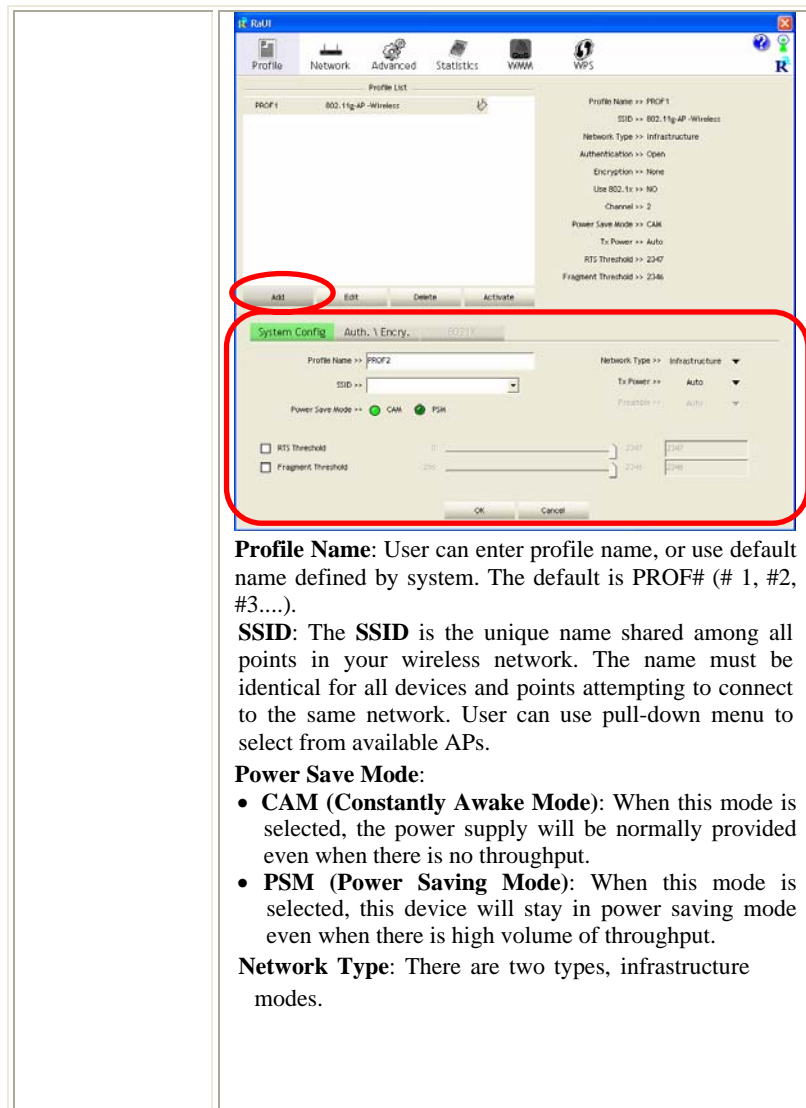 RaUI
Profile Network Advanced Statistics WMM WPS
QoS
R
Profile List
PROF1 802.11g-AP -Wireless
Profile Name >> PROF1
SSID >> 802.11g-AP -Wireless
Network Type >> Infrastructure
Authentication >> Open
Encryption >> None
Use 802.1x >> NO
Channel >> 2
Power Save Mode >> CAM
Tx Power >> Auto
RTS Threshold >> 2347
Fragment Threshold >> 2346
Add Edit Delete Activate
System Config Auth. \ Encry. 8021X
Profile Name >> PROF2 Network Type >> Infrastructure
SSID >> Tx Power >> Auto
Preamble >> Auto
Power Save Mode >> CAM PSM
RTS Threshold 0 2347 2347
Fragment Threshold 256 2346 2346
OK Cancel
Profile Name: User can enter profile name, or use default
name defined by system. The default is PROF# (# 1, #2,
#3....).
SSID: The SSID is the unique name shared among all
points in your wireless network. The name must be
identical for all devices and points attempting to connect
to the same network. User can use pull-down menu to
select from available APs.
Power Save Mode:
• CAM (Constantly Awake Mode): When this mode is
selected, the power supply will be normally provided
even when there is no throughput.
• PSM (Power Saving Mode): When this mode is
selected, this device will stay in power saving mode
even when there is high volume of throughput.
Network Type: There are two types, infrastructure
modes.